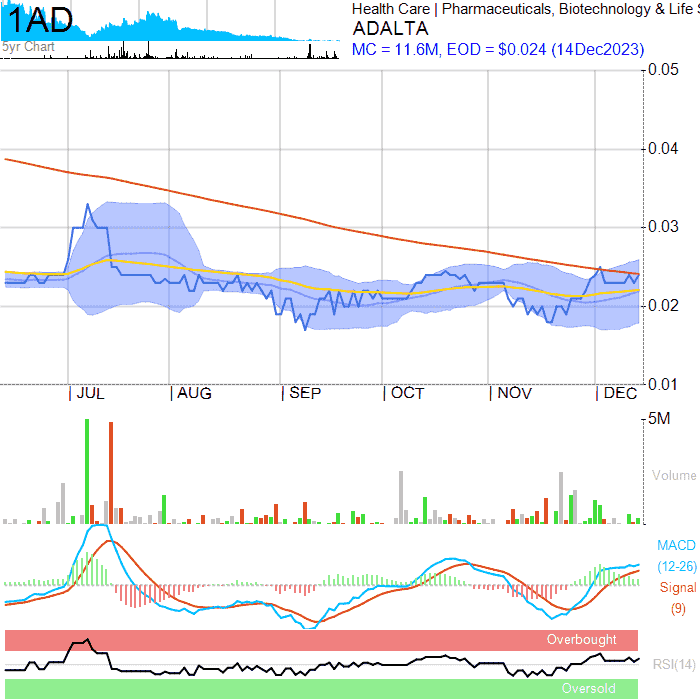 1AD
5yr Chart
Health Care | Pharmaceuticals, Biotechnology & Life S
ADALTA
MC = 11.6M, EOD = $0.024 (14Dec2023)
0.05
0.04
0.03
0.02
0.01
JUL AUG SEP OCT NOV DEC
5M
Volume
MACD
(12-26)
Signal
(9)
Overbought
RSI(14)
Oversold